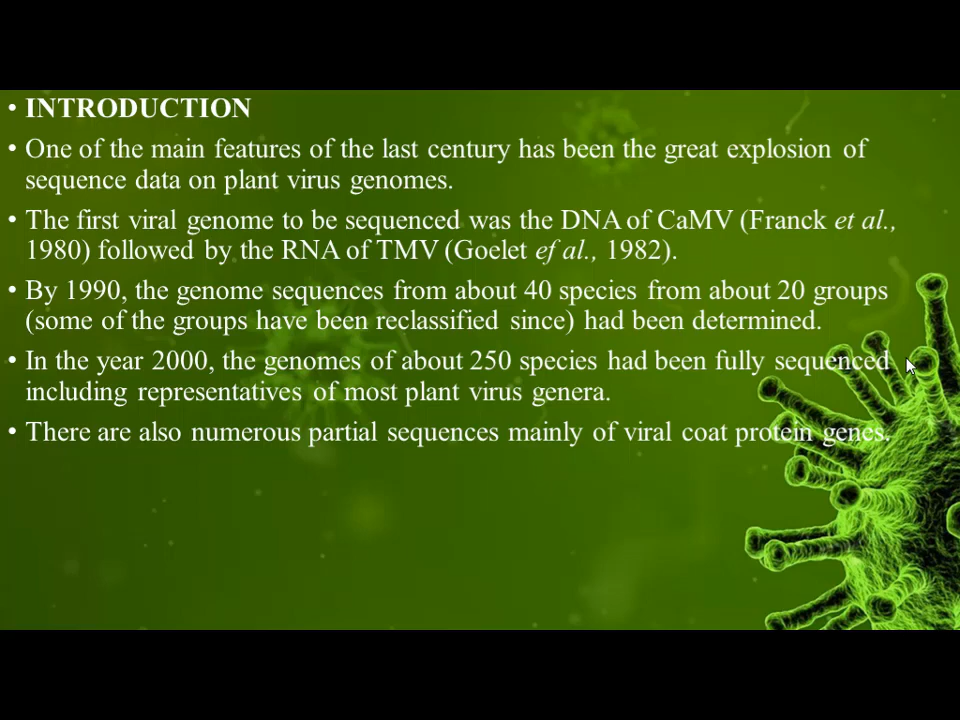 • INTRODUCTION
• One of the main features of the last century has been the great explosion of
sequence data on plant virus genomes.
• The first viral genome to be sequenced was the DNA of CaMV (Franck et al.,
1980) followed by the RNA of TMV (Goelet ef al., 1982).
• By 1990, the genome sequences from about 40 species from about 20 groups
(some of the groups have been reclassified since) had been determined.
• In the year 2000, the genomes of about 250 species had been fully sequenced
including representatives of most plant virus genera.
• There are also numerous partial sequences mainly of viral coat protein genes.